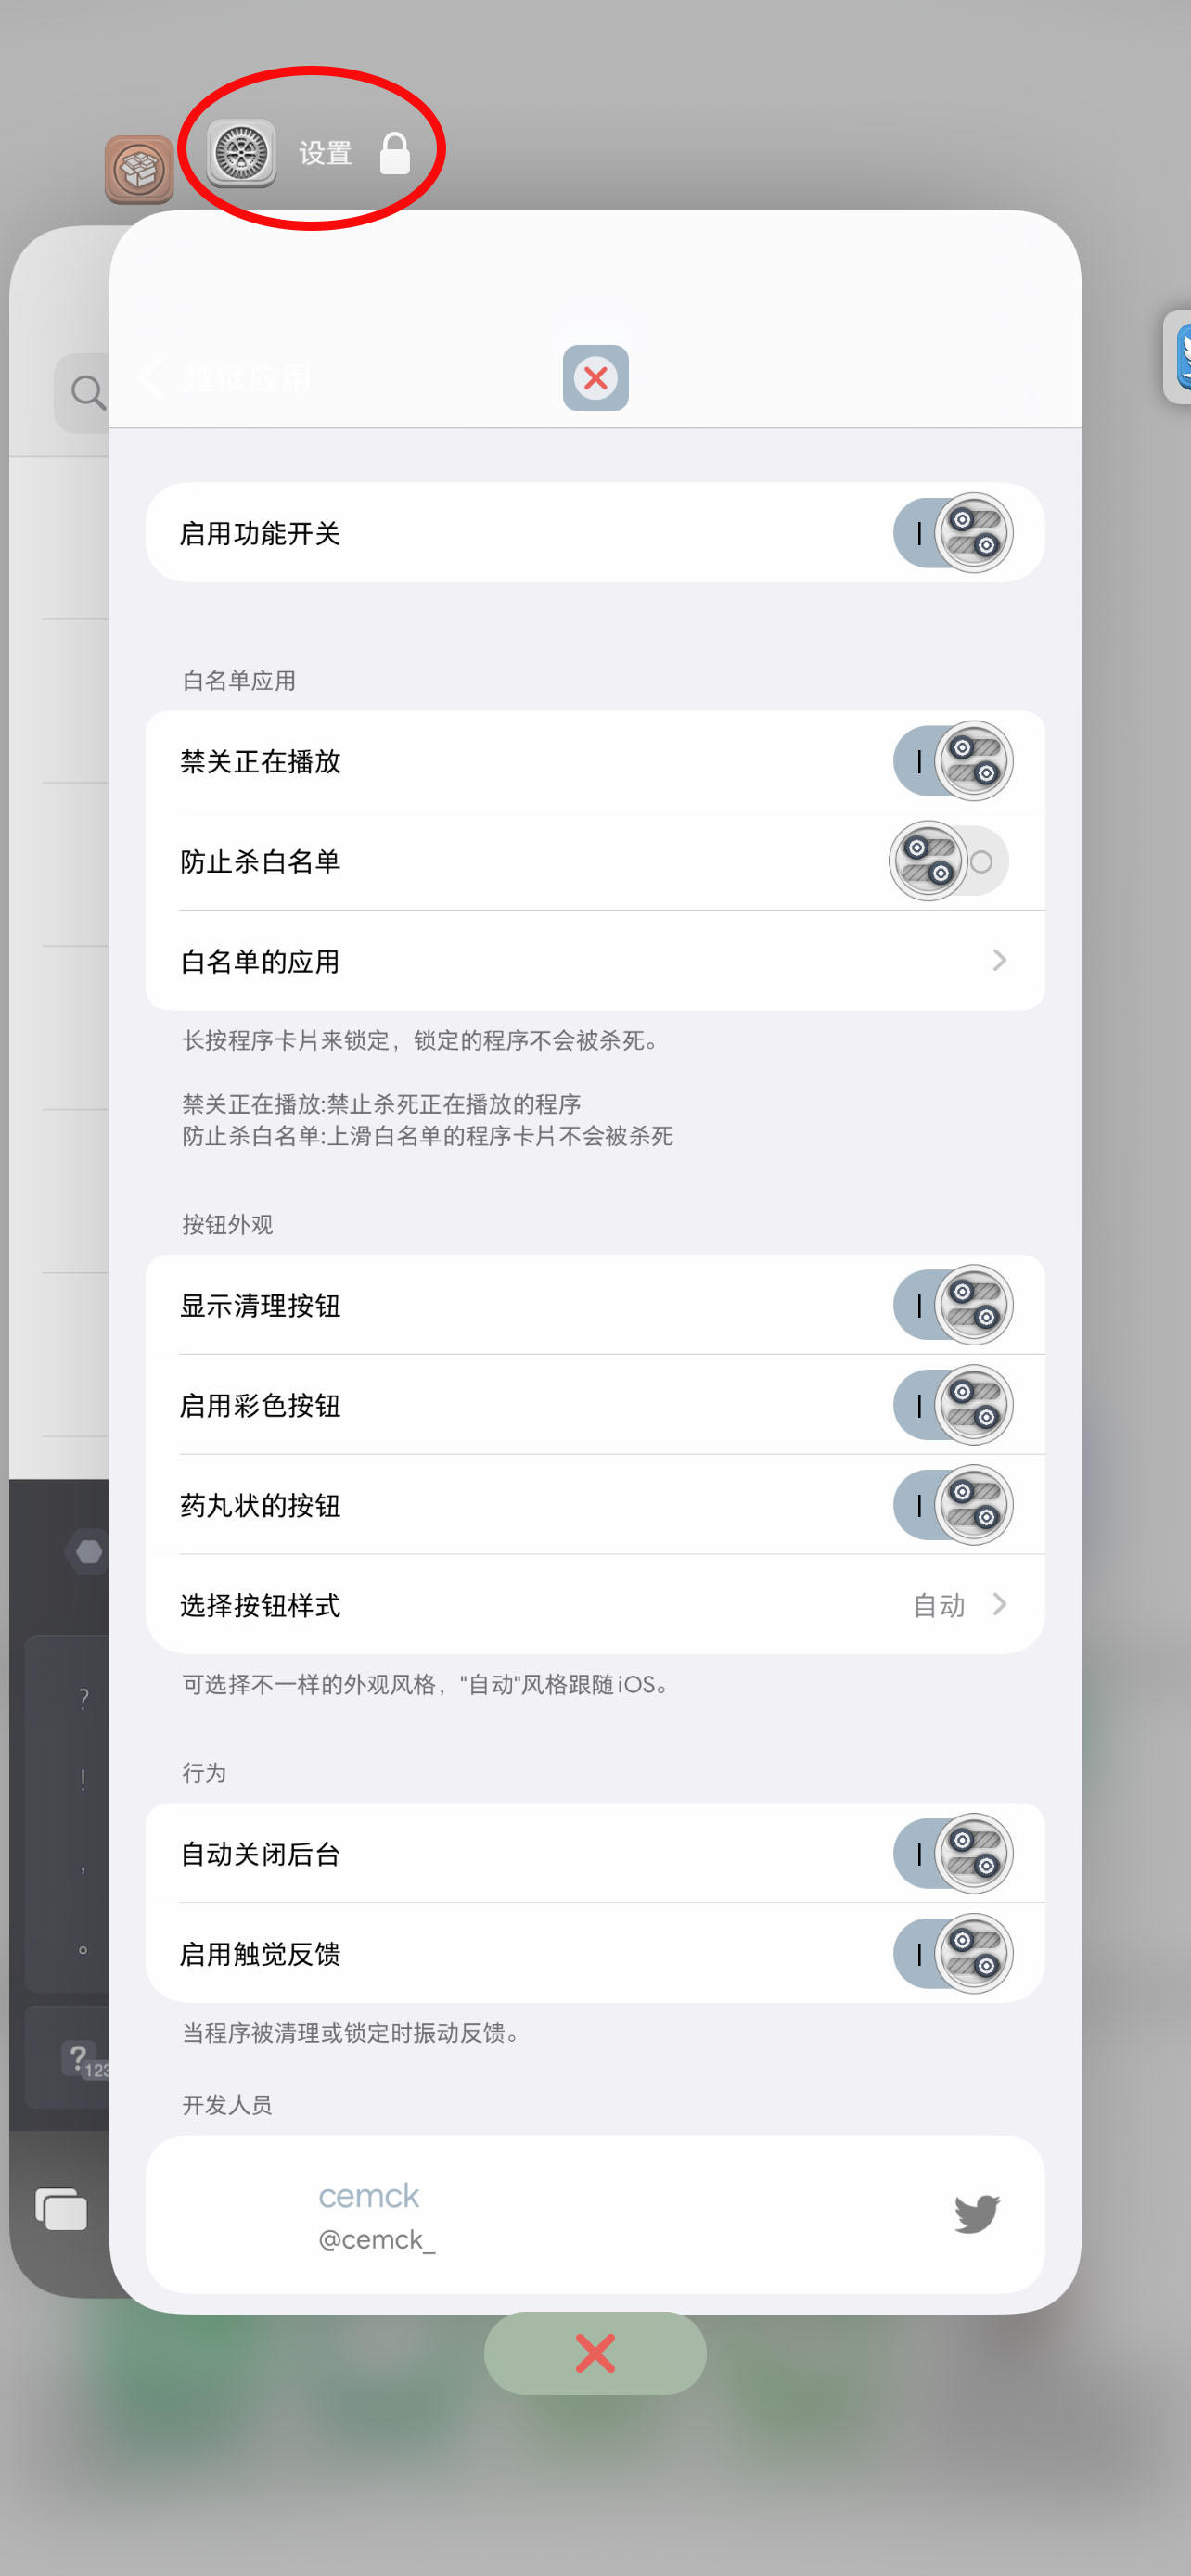 设置
越狱应用
启用功能开关
白名单应用
禁关正在播放
防止杀白名单
白名单的应用
长按程序卡片来锁定，锁定的程序不会被杀死。
禁关正在播放:禁止杀死正在播放的程序
防止杀白名单:上滑白名单的程序卡片不会被杀死
按钮外观
显示清理按钮
启用彩色按钮
药丸状的按钮
选择按钮样式 自动
可选择不一样的外观风格，"自动"风格跟随iOS。
?
!
行为
自动关闭后台
,
启用触觉反馈
。
当程序被清理或锁定时振动反馈。
?123
开发人员
cemck
@cemck_